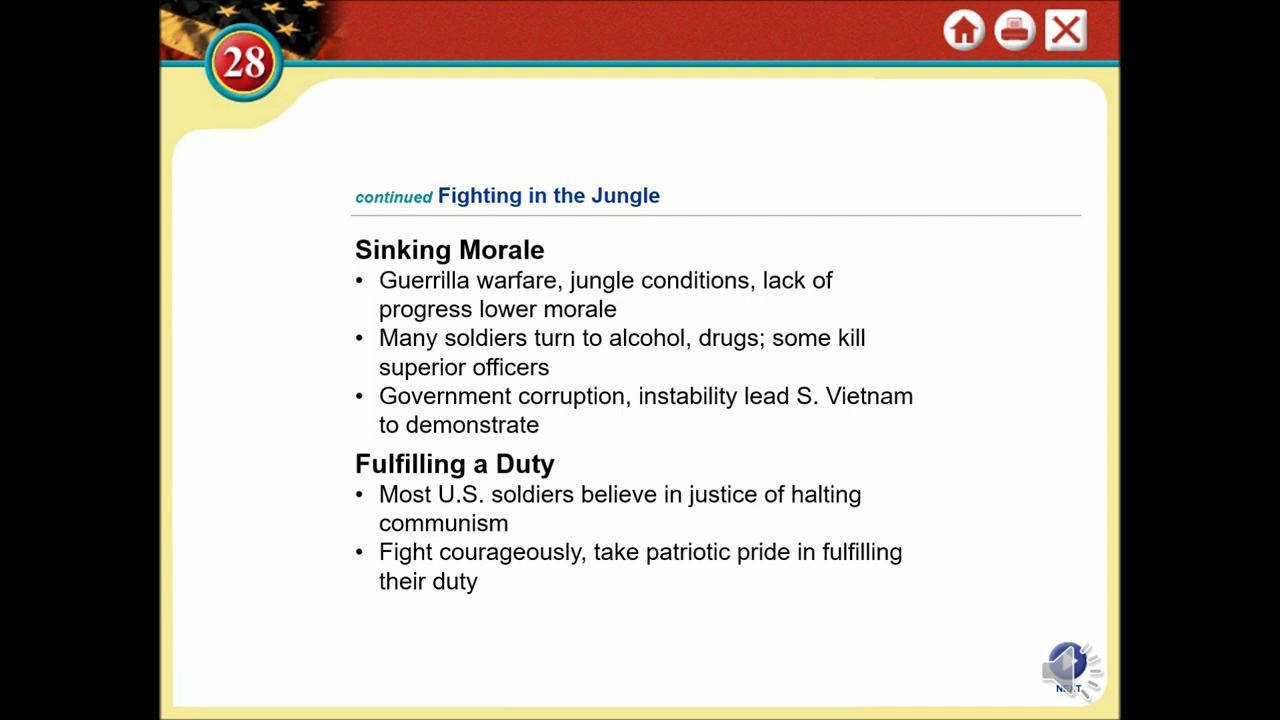 28
continued Fighting in the Jungle
Sinking Morale
• Guerrilla warfare, jungle conditions, lack of
progress lower morale
• Many soldiers turn to alcohol, drugs; some kill
superior officers
• Government corruption, instability lead S. Vietnam
to demonstrate
Fulfilling a Duty
• Most U.S. soldiers believe in justice of halting
communism
• Fight courageously, take patriotic pride in fulfilling
their duty
NEXT